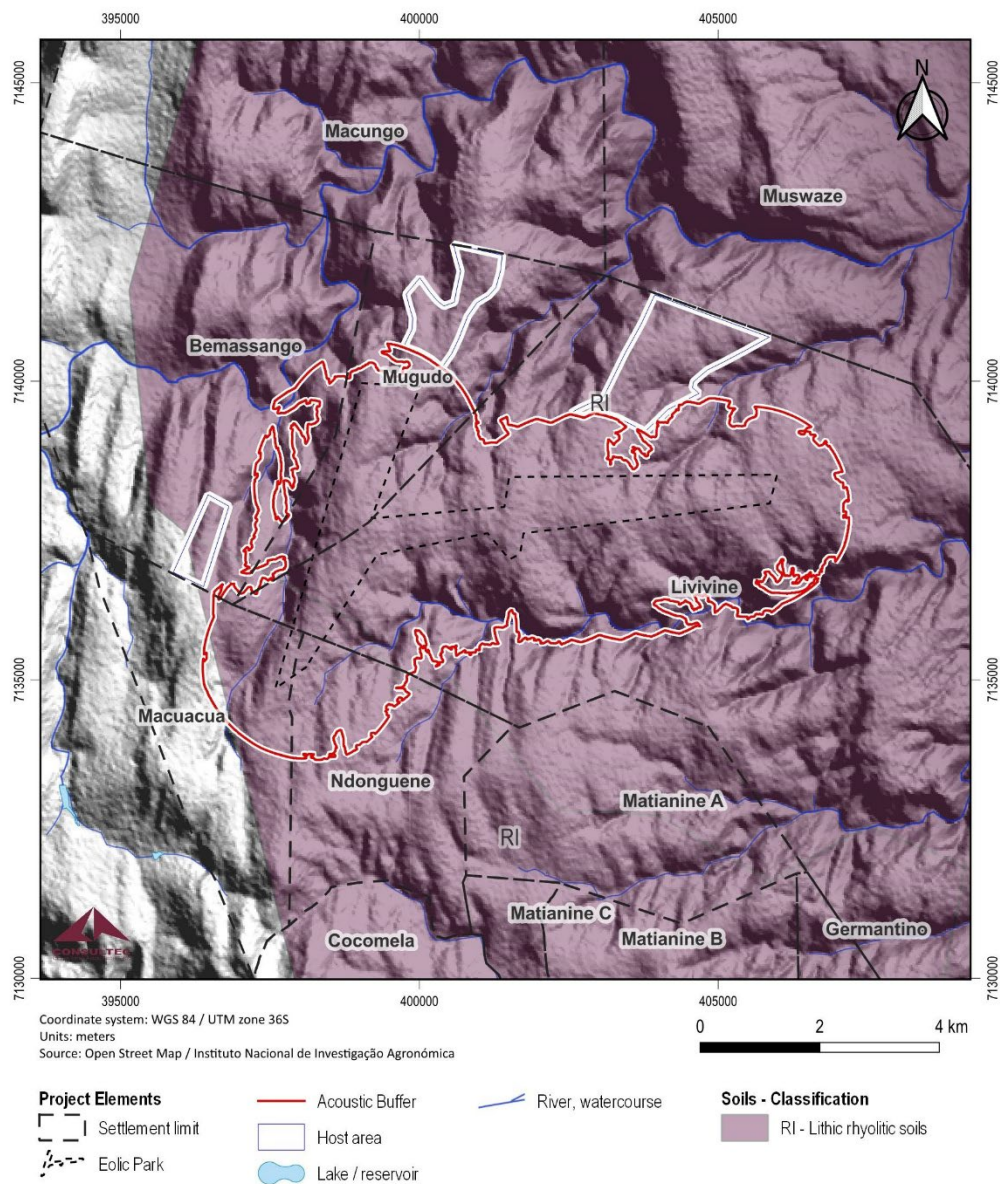 395000 400000 405000
7145000 7145000
N
Macungo
Muswaze
Bemassango
7140000 7140000
Mugudo
RI
Livivine
7135000 7135000
Macuacua
Ndonguene
Matianine A
RI
Matianine C
Germantino
Cocomela
Matianine B
CONSULTEC
7130000 7130000
395000 400000 405000
Coordinate system: WGS 84 / UTM zone 36S
Units: meters
Source: Open Street Map / Instituto Nacional de Investigação Agronómica
0 2 4 km
Project Elements
Settlement limit
Eolic Park
Acoustic Buffer
Host area
Lake / reservoir
River, watercourse
Soils - Classification
RI - Lithic rhyolitic soils